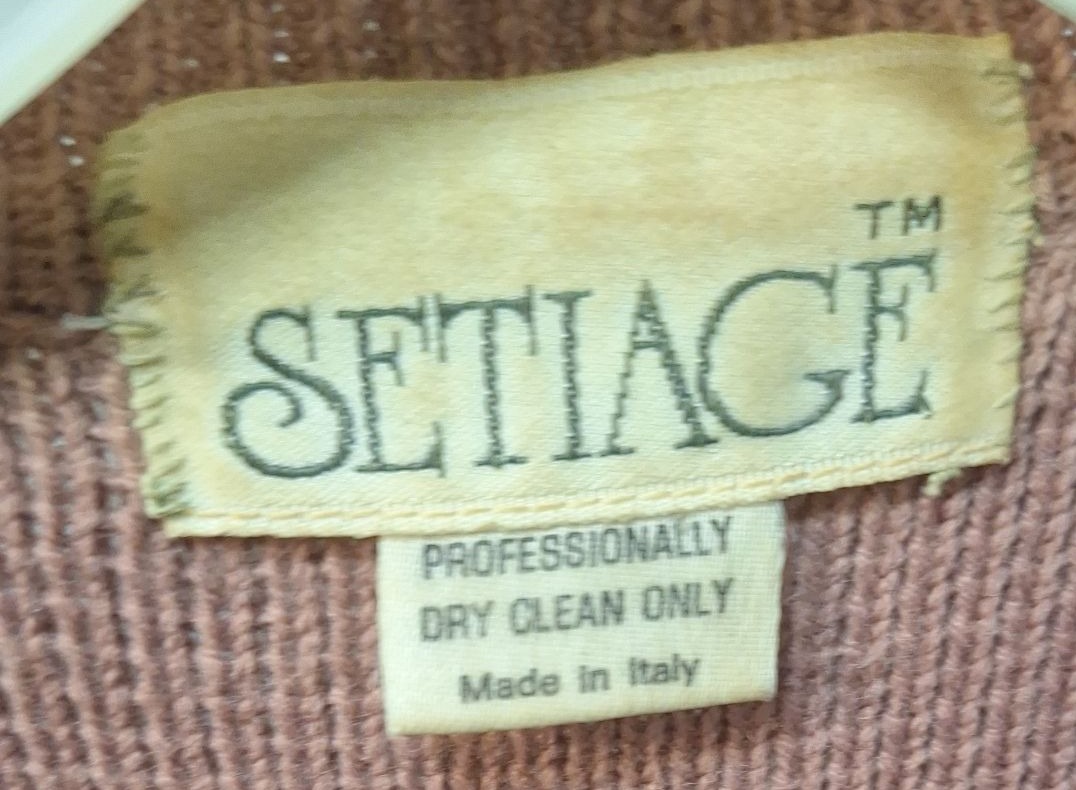 SETIAGE™
PROFESSIONALLY
DRY CLEAN ONLY
Made in Italy